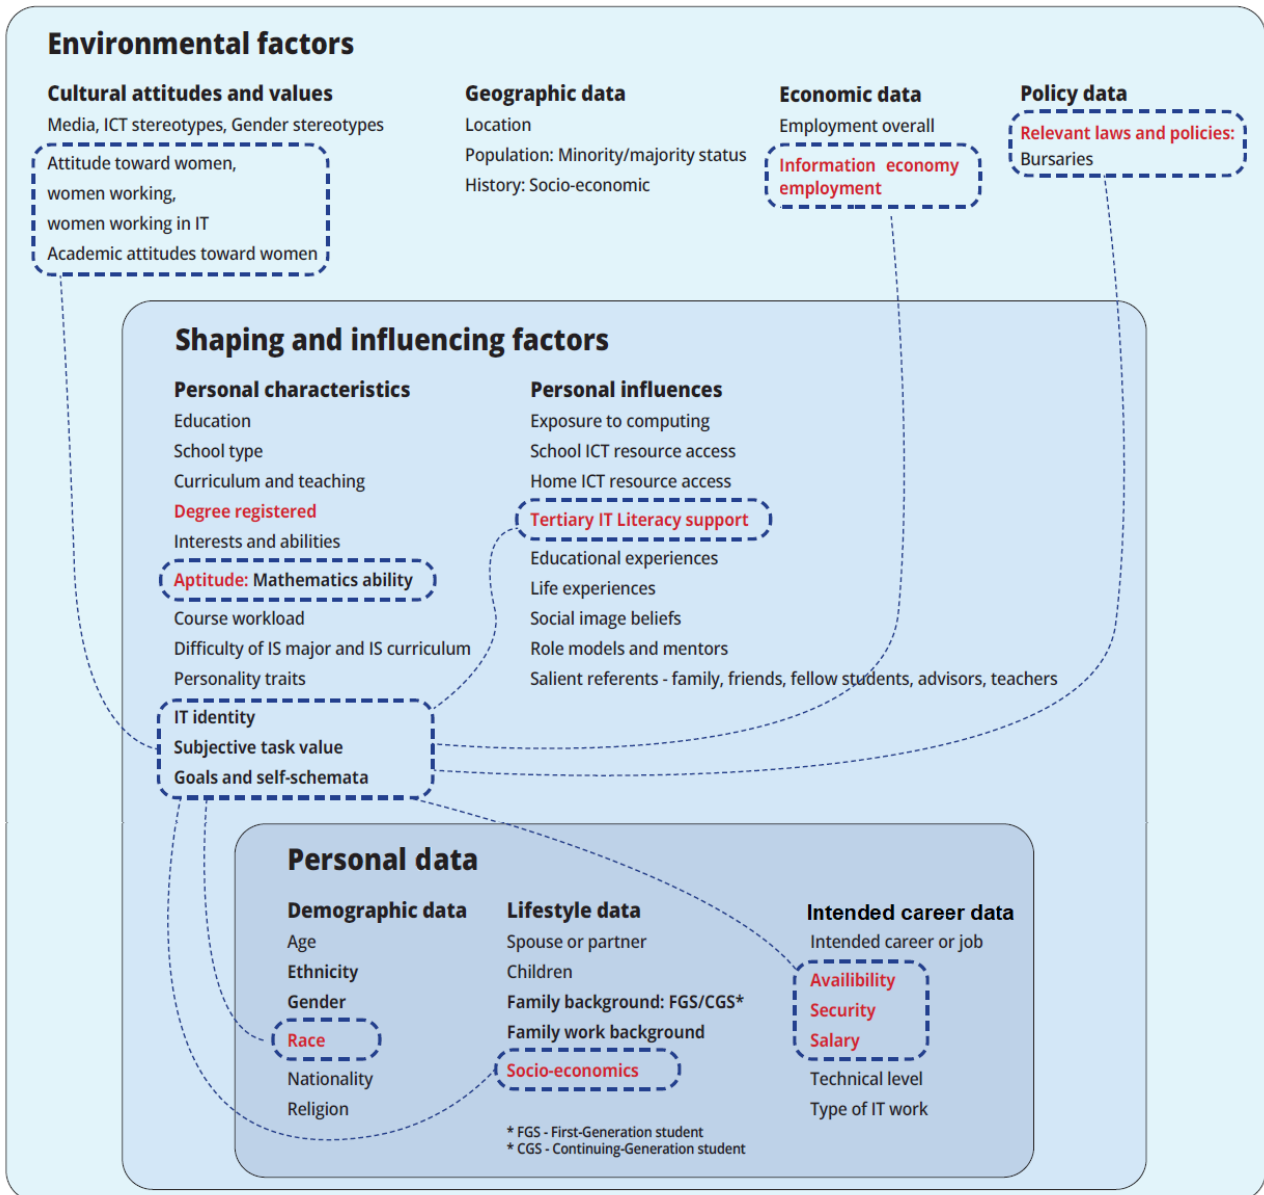 Environmental factors
Cultural attitudes and values
Media, ICT stereotypes, Gender stereotypes
Attitude toward women,
women working,
women working in IT
Academic attitudes toward women
Geographic data
Location
Population: Minority/majority status
History: Socio-economic
Economic data
Employment overall
Information economy
employment
Policy data
Relevant laws and policies:
Bursaries
Shaping and influencing factors
Personal characteristics
Education
School type
Curriculum and teaching
Degree registered
Interests and abilities
Aptitude: Mathematics ability
Course workload
Difficulty of IS major and IS curriculum
Personality traits
IT identity
Subjective task value
Goals and self-schemata
Personal influences
Exposure to computing
School ICT resource access
Home ICT resource access
Tertiary IT Literacy support
Educational experiences
Life experiences
Social image beliefs
Role models and mentors
Salient referents - family, friends, fellow students, advisors, teachers
Personal data
Demographic data
Age
Ethnicity
Gender
Race
Nationality
Religion
Lifestyle data
Spouse or partner
Children
Family background: FGS/CGS*
Family work background
Socio-economics
* FGS - First-Generation student
* CGS - Continuing-Generation student
Intended career data
Intended career or job
Availibility
Security
Salary
Technical level
Type of IT work